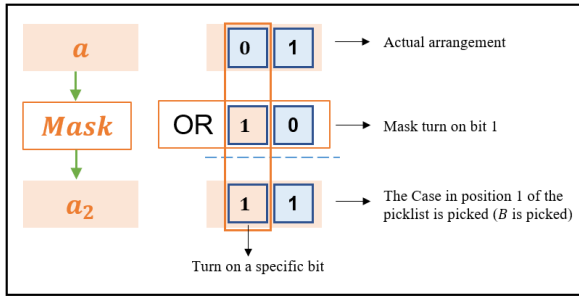 a 0 1 Actual arrangement
Mask OR 1 0 Mask turn on bit 1
a₂ 1 1 The Case in position 1 of the
picklist is picked (B is picked)
Turn on a specific bit